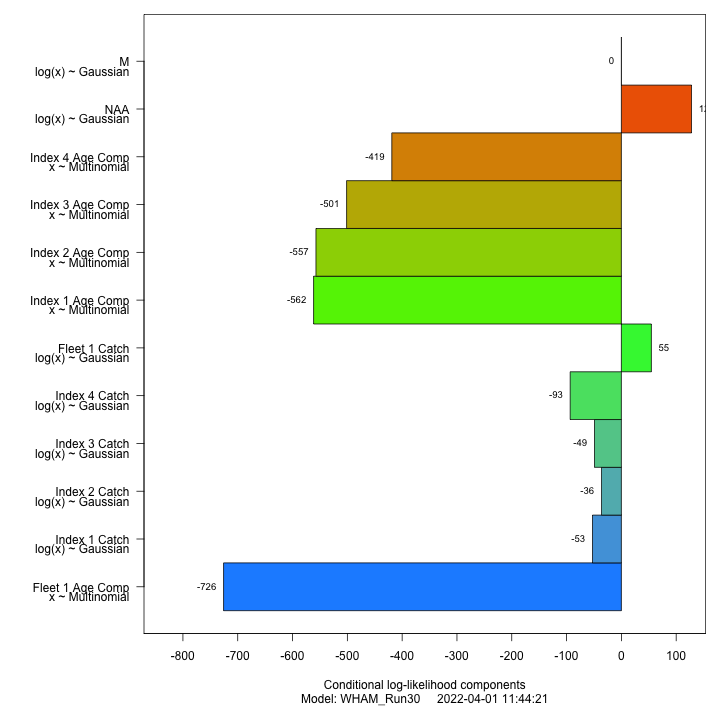 M
log(x) ~ Gaussian
0
NAA
log(x) ~ Gaussian
Index 4 Age Comp
x ~ Multinomial
-419
Index 3 Age Comp
x ~ Multinomial
-501
Index 2 Age Comp
x ~ Multinomial
-557
Index 1 Age Comp
x ~ Multinomial
-562
Fleet 1 Catch
log(x) ~ Gaussian
55
Index 4 Catch
log(x) ~ Gaussian
-93
Index 3 Catch
log(x) ~ Gaussian
-49
Index 2 Catch
log(x) ~ Gaussian
-36
Index 1 Catch
log(x) ~ Gaussian
-53
Fleet 1 Age Comp
x ~ Multinomial
-726
-800 -700 -600 -500 -400 -300 -200 -100 0 100
Conditional log-likelihood components
Model: WHAM_Run30 2022-04-01 11:44:21